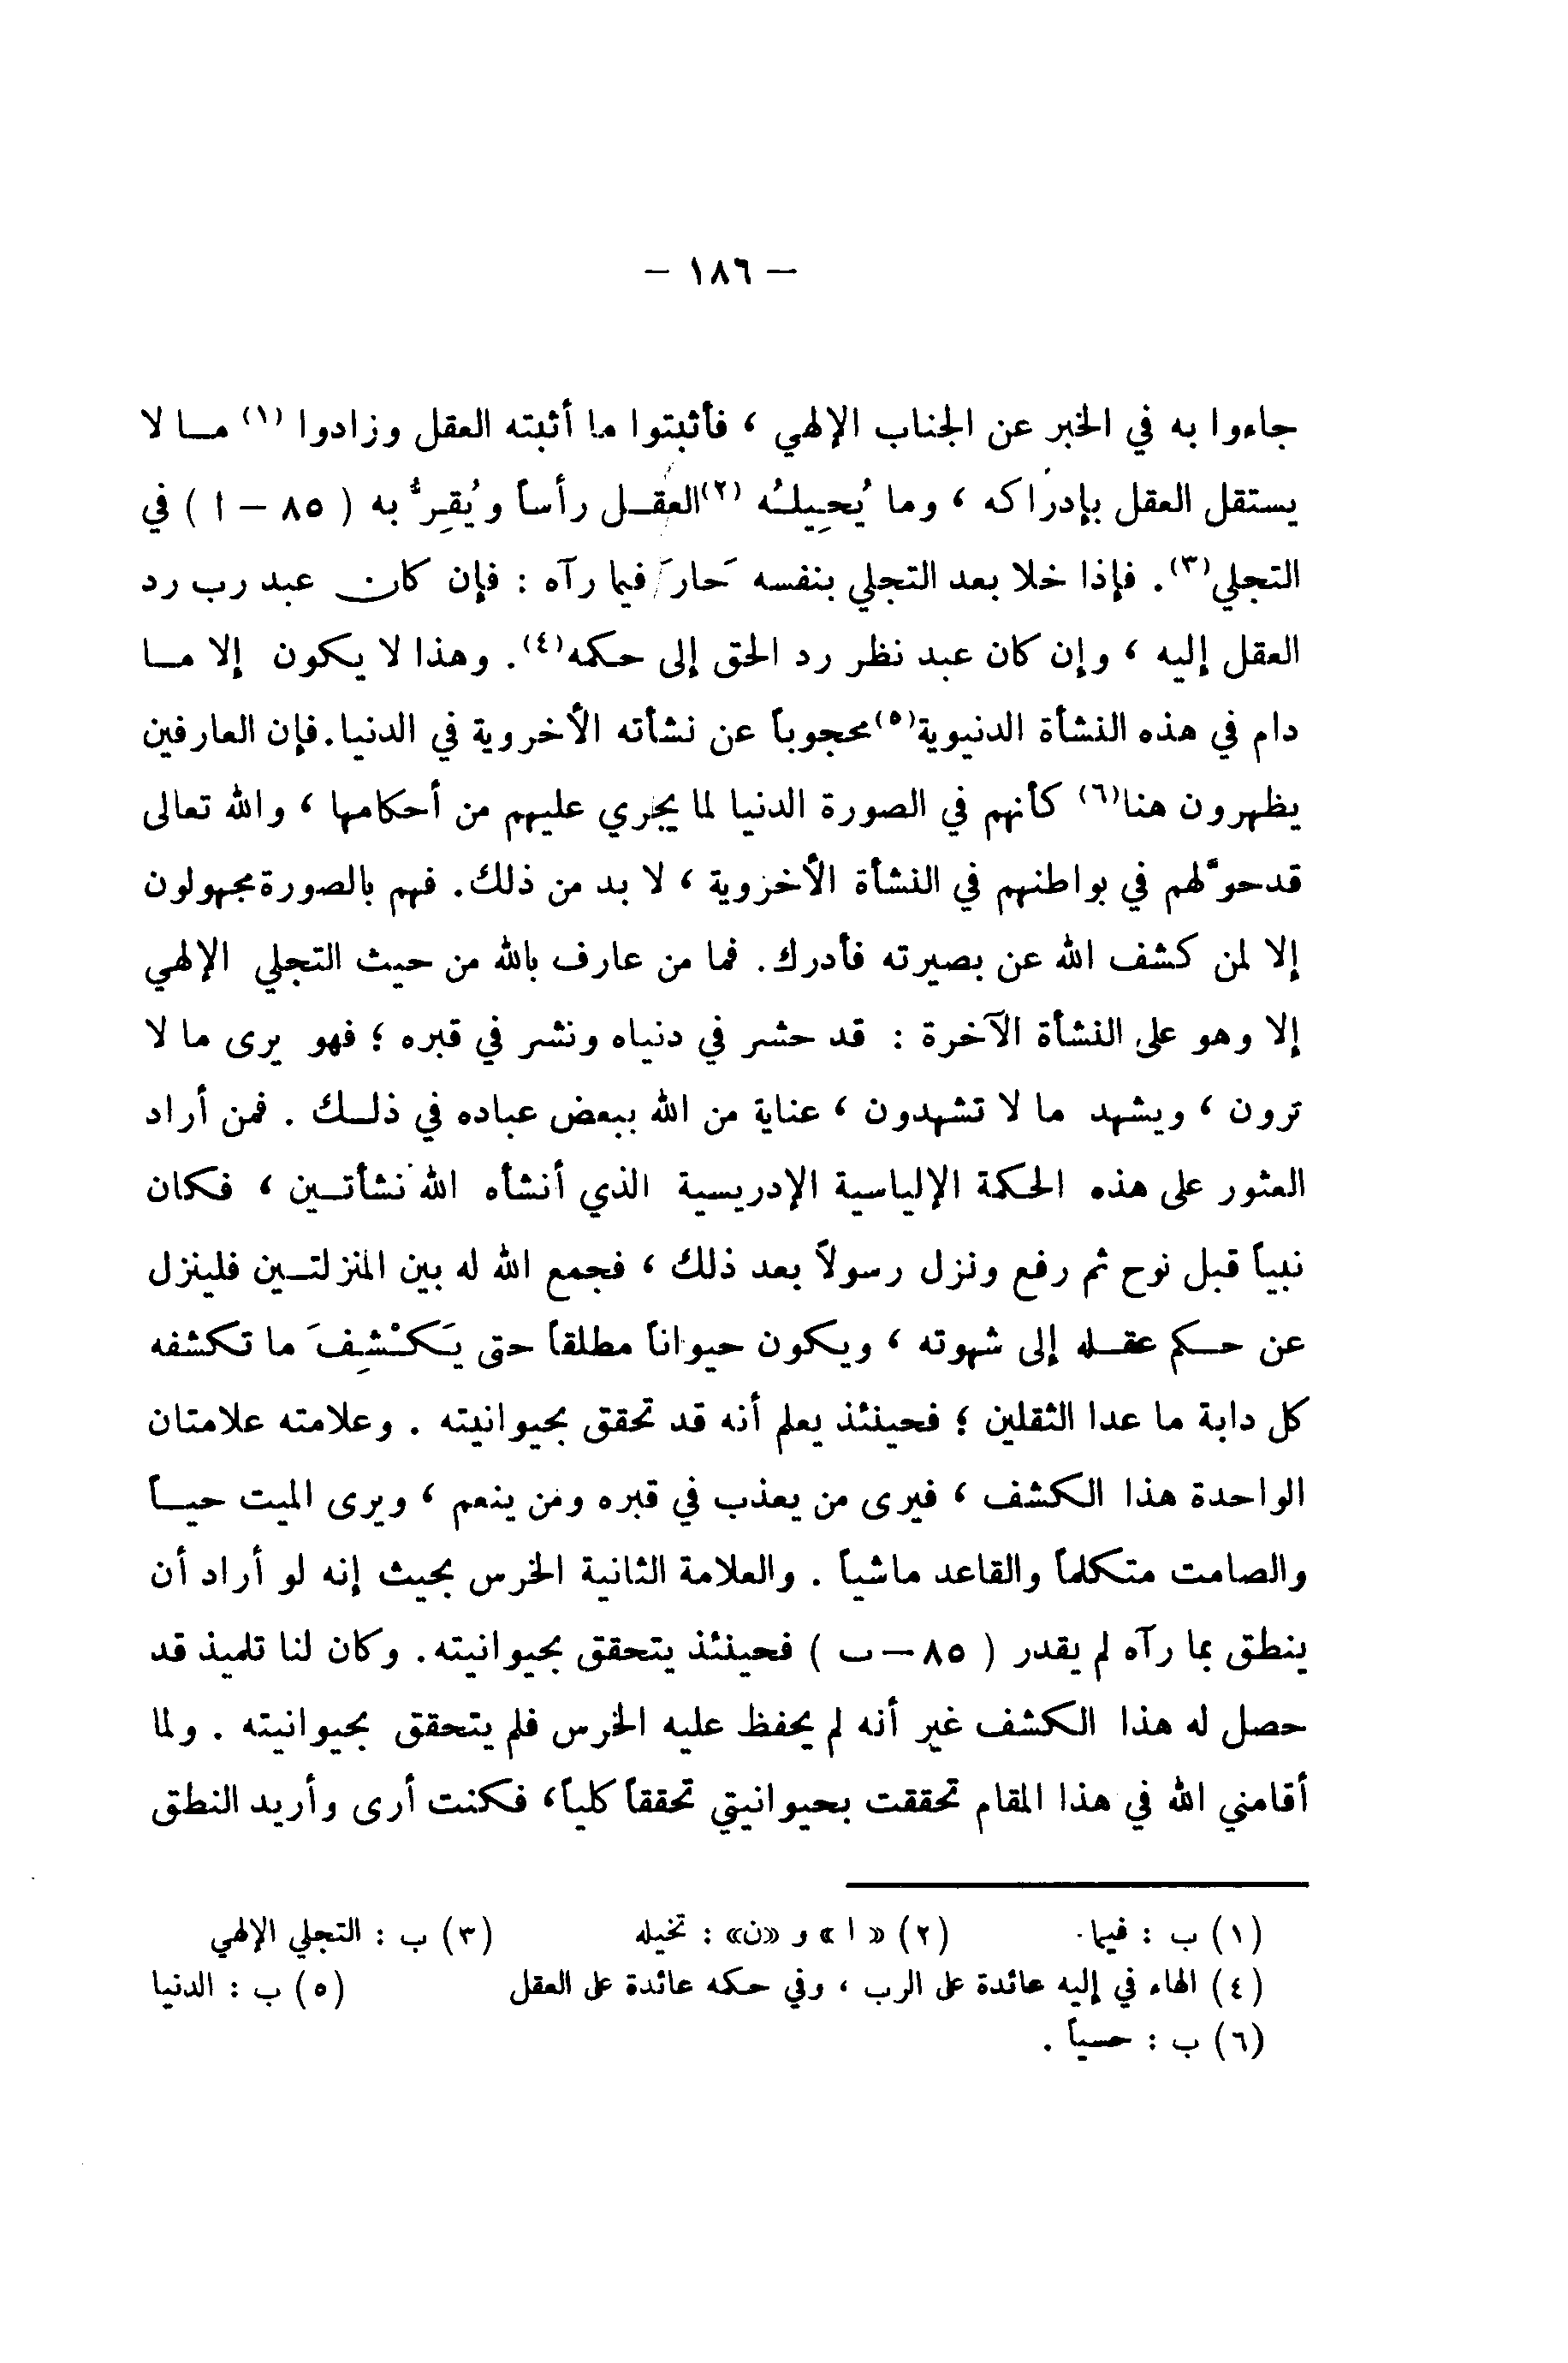 — ١٨٦ —
جاءوا به في الخبر عن الجناب الإلهي ، فأثبتوا ما أثبته العقل وزادوا (١) مـا لا
يستقل العقل بإدراكه ، وما يُحِيلُه (٢) العقـل رأساً ويُقِرُّ به ( ٨٥ – ا ) في
التجلي(٣). فإذا خلا بعد التجلي بنفسه حَارَ فيما رآه : فإن كان عبد رب رد
العقل إليه ، وإن كان عبد نظر رد الحق إلى حكمه(٤). وهذا لا يكون إلا مـا
دام في هذه النشأة الدنيوية(٥) محجوباً عن نشأته الأخروية في الدنيا. فإن العارفين
يظهرون هنا(٦) كأنهم في الصورة الدنيا لما يجري عليهم من أحكامها ، والله تعالى
قد حوَّلهم في بواطنهم في النشأة الأخروية ، لا بد من ذلك. فهم بالصورة مجهولون
إلا لمن كشف الله عن بصيرته فأدرك. فما من عارف بالله من حيث التجلي الإلهي
إلا وهو على النشأة الآخرة : قد حشر في دنياه ونشر في قبره ؛ فهو يرى ما لا
ترون ، ويشهد ما لا تشهدون ، عناية من الله ببعض عباده في ذلـك . فمن أراد
العثور على هذه الحكمة الإلياسية الإدريسية الذي أنشأه الله نشأتـين ، فكان
نبياً قبل نوح ثم رفع ونزل رسولاً بعد ذلك ، فجمع الله له بين المنزلتـين فلينزل
عن حـكم عقـله إلى شهوته ، ويكون حيواناً مطلقاً حتى يَكْشِفَ ما تكشفه
كل دابة ما عدا الثقلين ؛ فحينئذ يعلم أنه قد تحقق بحيوانيته . وعلامته علامتان
الواحدة هذا الكشف ، فيرى من يعذب في قبره ومن ينعم ، ويرى الميت حيـاً
والصامت متكلماً والقاعد ماشياً . والعلامة الثانية الخرس بحيث إنه لو أراد أن
ينطق بما رآه لم يقدر ( ٨٥ – ب ) فحينئذ يتحقق بحيوانيته. وكان لنا تلميذ قد
حصل له هذا الكشف غير أنه لم يحفظ عليه الخرس فلم يتحقق بحيوانيته . ولما
أقامني الله في هذا المقام تحققت بحيوانيتي تحققاً كلياً، فكنت أرى وأريد النطق
(١) ب : فيما. (٢) « ا » و «ن» : تخيله (٣) ب : التجلي الإلهي
(٤) الهاء في إليه عائدة على الرب ، وفي حكمه عائدة على العقل (٥) ب : الدنيا
(٦) ب : حسياً .